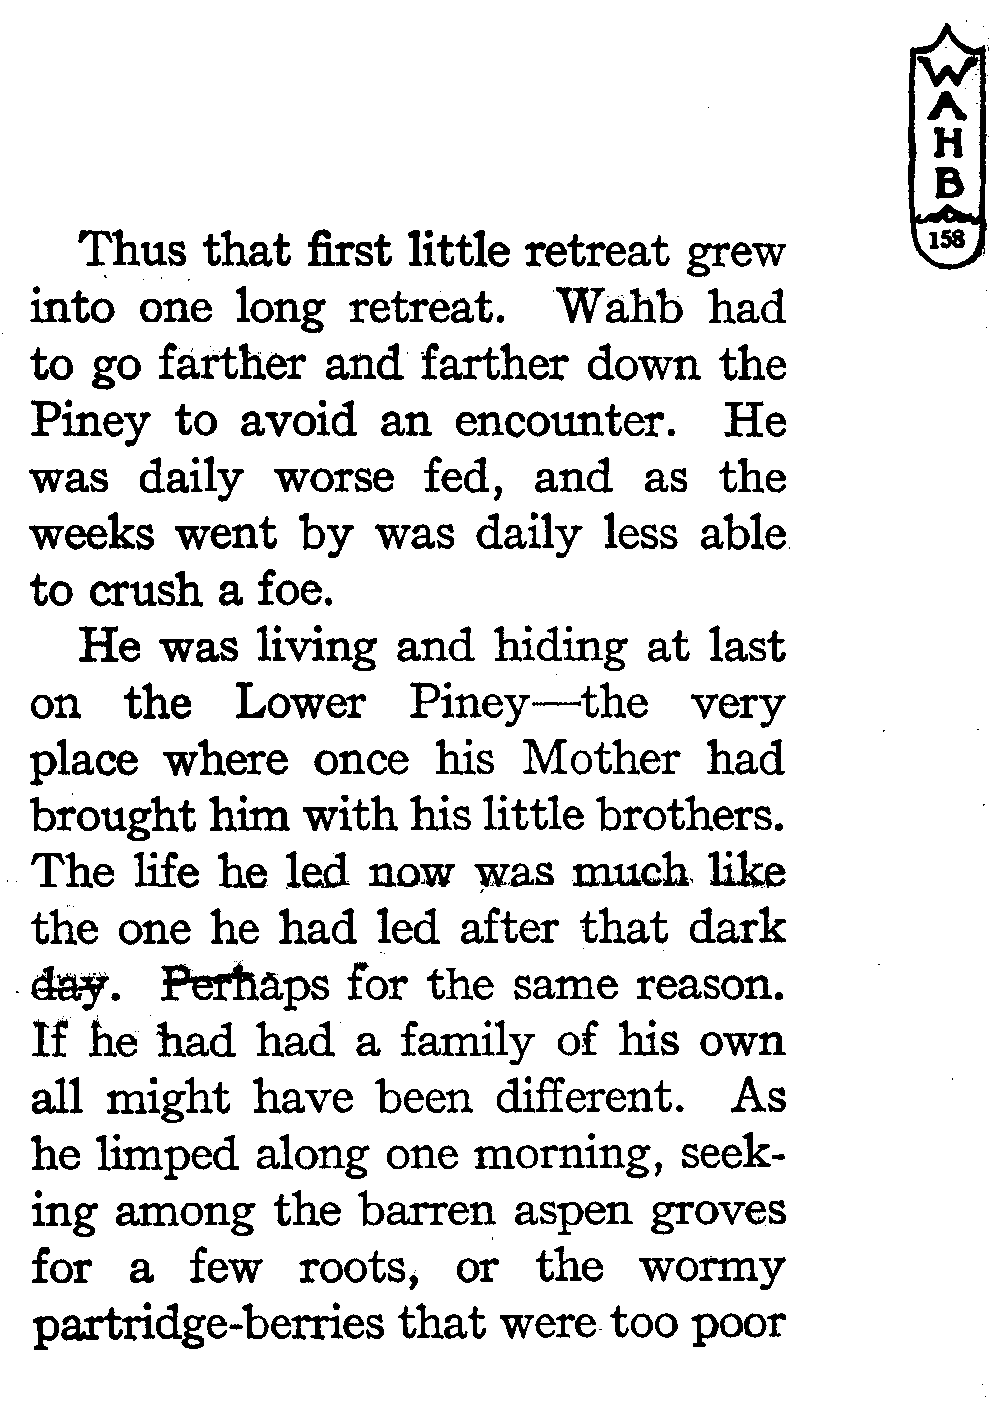 WAHB
158
Thus that first little retreat grew
into one long retreat. Wahb had
to go farther and farther down the
Piney to avoid an encounter. He
was daily worse fed, and as the
weeks went by was daily less able
to crush a foe.
He was living and hiding at last
on the Lower Piney—the very
place where once his Mother had
brought him with his little brothers.
The life he led now was much like
the one he had led after that dark
day. Perhaps for the same reason.
If he had had a family of his own
all might have been different. As
he limped along one morning, seek-
ing among the barren aspen groves
for a few roots, or the wormy
partridge-berries that were too poor